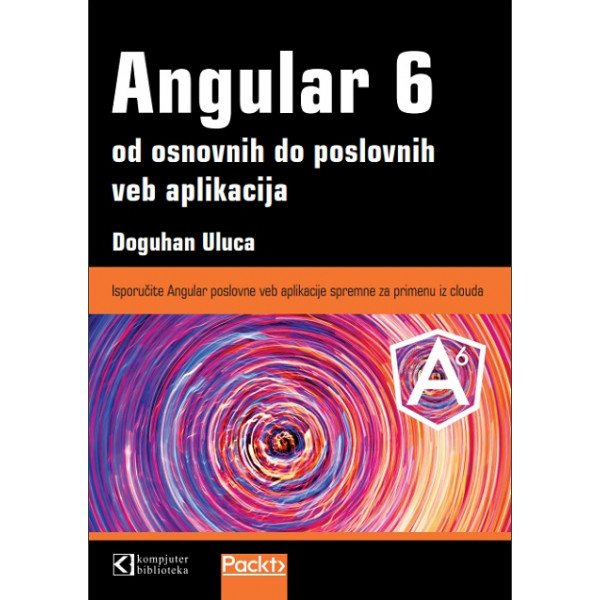 Angular 6
od osnovnih do poslovnih
veb aplikacija
Doguhan Uluca
Isporučite Angular poslovne veb aplikacije spremne za primenu iz clouda
A6
kompjuter
biblioteka
Packt>